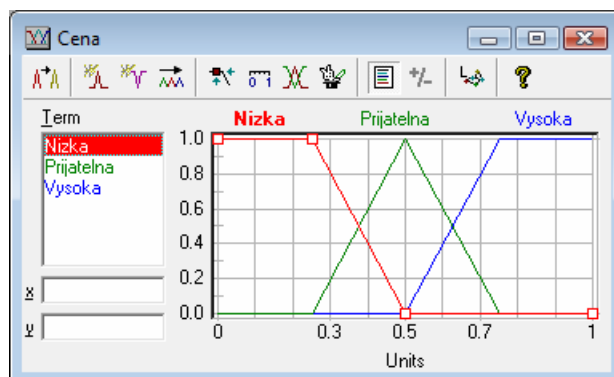 Cena
Term
Nizka Prijatelna Vysoka
Nizka
Prijatelna
Vysoka
x
y
1.0
0.8
0.6
0.4
0.2
0.0
0 0.3 0.5 0.7 1
Units